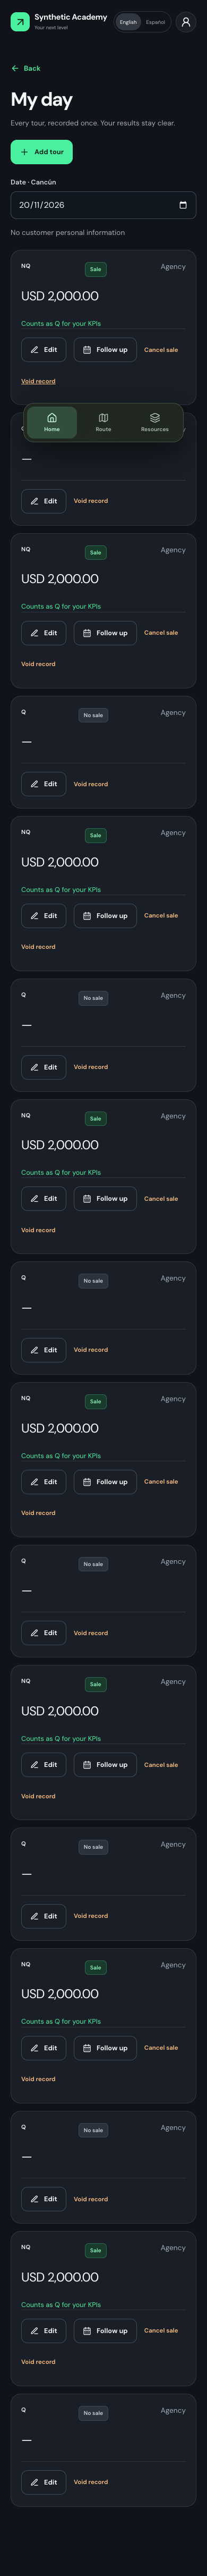 Synthetic Academy
Your next level
English Español
Back
My day
Every tour, recorded once. Your results stay clear.
Add tour
Date · Cancún
20/11/2026
No customer personal information
NQ Sale Agency
USD 2,000.00
Counts as Q for your KPIs
Edit Follow up Cancel sale
Void record
Home Route Resources
—
Edit Void record
NQ Sale Agency
USD 2,000.00
Counts as Q for your KPIs
Edit Follow up Cancel sale
Void record
Q No sale Agency
—
Edit Void record
NQ Sale Agency
USD 2,000.00
Counts as Q for your KPIs
Edit Follow up Cancel sale
Void record
Q No sale Agency
—
Edit Void record
NQ Sale Agency
USD 2,000.00
Counts as Q for your KPIs
Edit Follow up Cancel sale
Void record
Q No sale Agency
—
Edit Void record
NQ Sale Agency
USD 2,000.00
Counts as Q for your KPIs
Edit Follow up Cancel sale
Void record
Q No sale Agency
—
Edit Void record
NQ Sale Agency
USD 2,000.00
Counts as Q for your KPIs
Edit Follow up Cancel sale
Void record
Q No sale Agency
—
Edit Void record
NQ Sale Agency
USD 2,000.00
Counts as Q for your KPIs
Edit Follow up Cancel sale
Void record
Q No sale Agency
—
Edit Void record
NQ Sale Agency
USD 2,000.00
Counts as Q for your KPIs
Edit Follow up Cancel sale
Void record
Q No sale Agency
—
Edit Void record